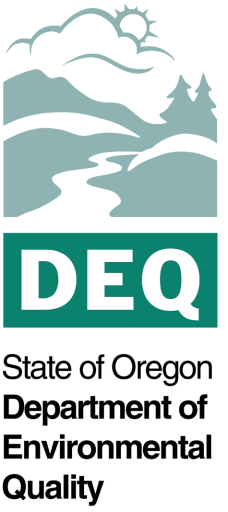 DEQ
State of Oregon
Department of
Environmental
Quality